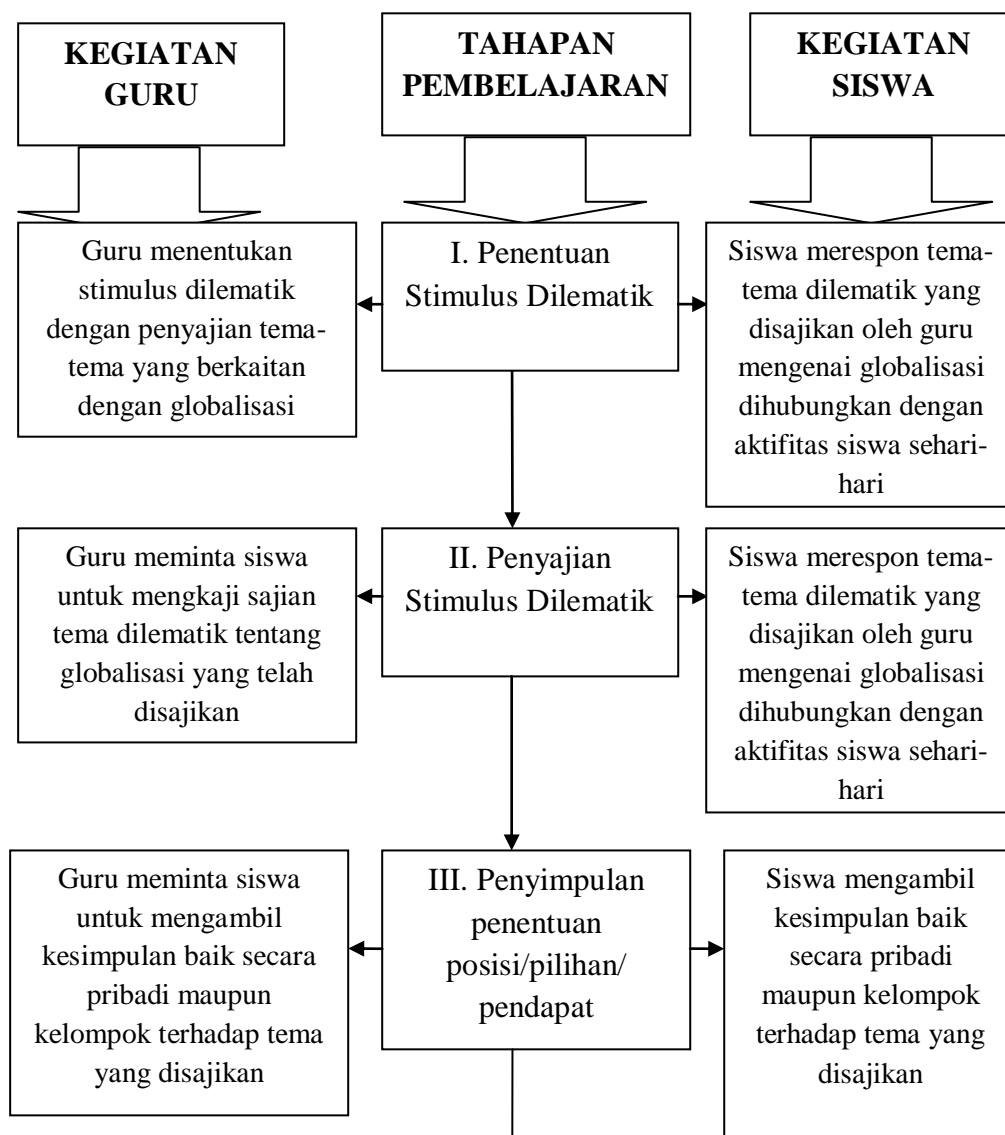 KEGIATAN
GURU
TAHAPAN
PEMBELAJARAN
KEGIATAN
SISWA
Guru menentukan
stimulus dilematik
dengan penyajian tema-
tema yang berkaitan
dengan globalisasi
I. Penentuan
Stimulus Dilematik
Siswa merespon tema-
tema dilematik yang
disajikan oleh guru
mengenai globalisasi
dihubungkan dengan
aktifitas siswa sehari-
hari
Guru meminta siswa
untuk mengkaji sajian
tema dilematik tentang
globalisasi yang telah
disajikan
II. Penyajian
Stimulus Dilematik
Siswa merespon tema-
tema dilematik yang
disajikan oleh guru
mengenai globalisasi
dihubungkan dengan
aktifitas siswa sehari-
hari
Guru meminta siswa
untuk mengambil
kesimpulan baik secara
pribadi maupun
kelompok terhadap tema
yang disajikan
III. Penyimpulan
penentuan
posisi/pilihan/
pendapat
Siswa mengambil
kesimpulan baik
secara pribadi
maupun kelompok
terhadap tema yang
disajikan